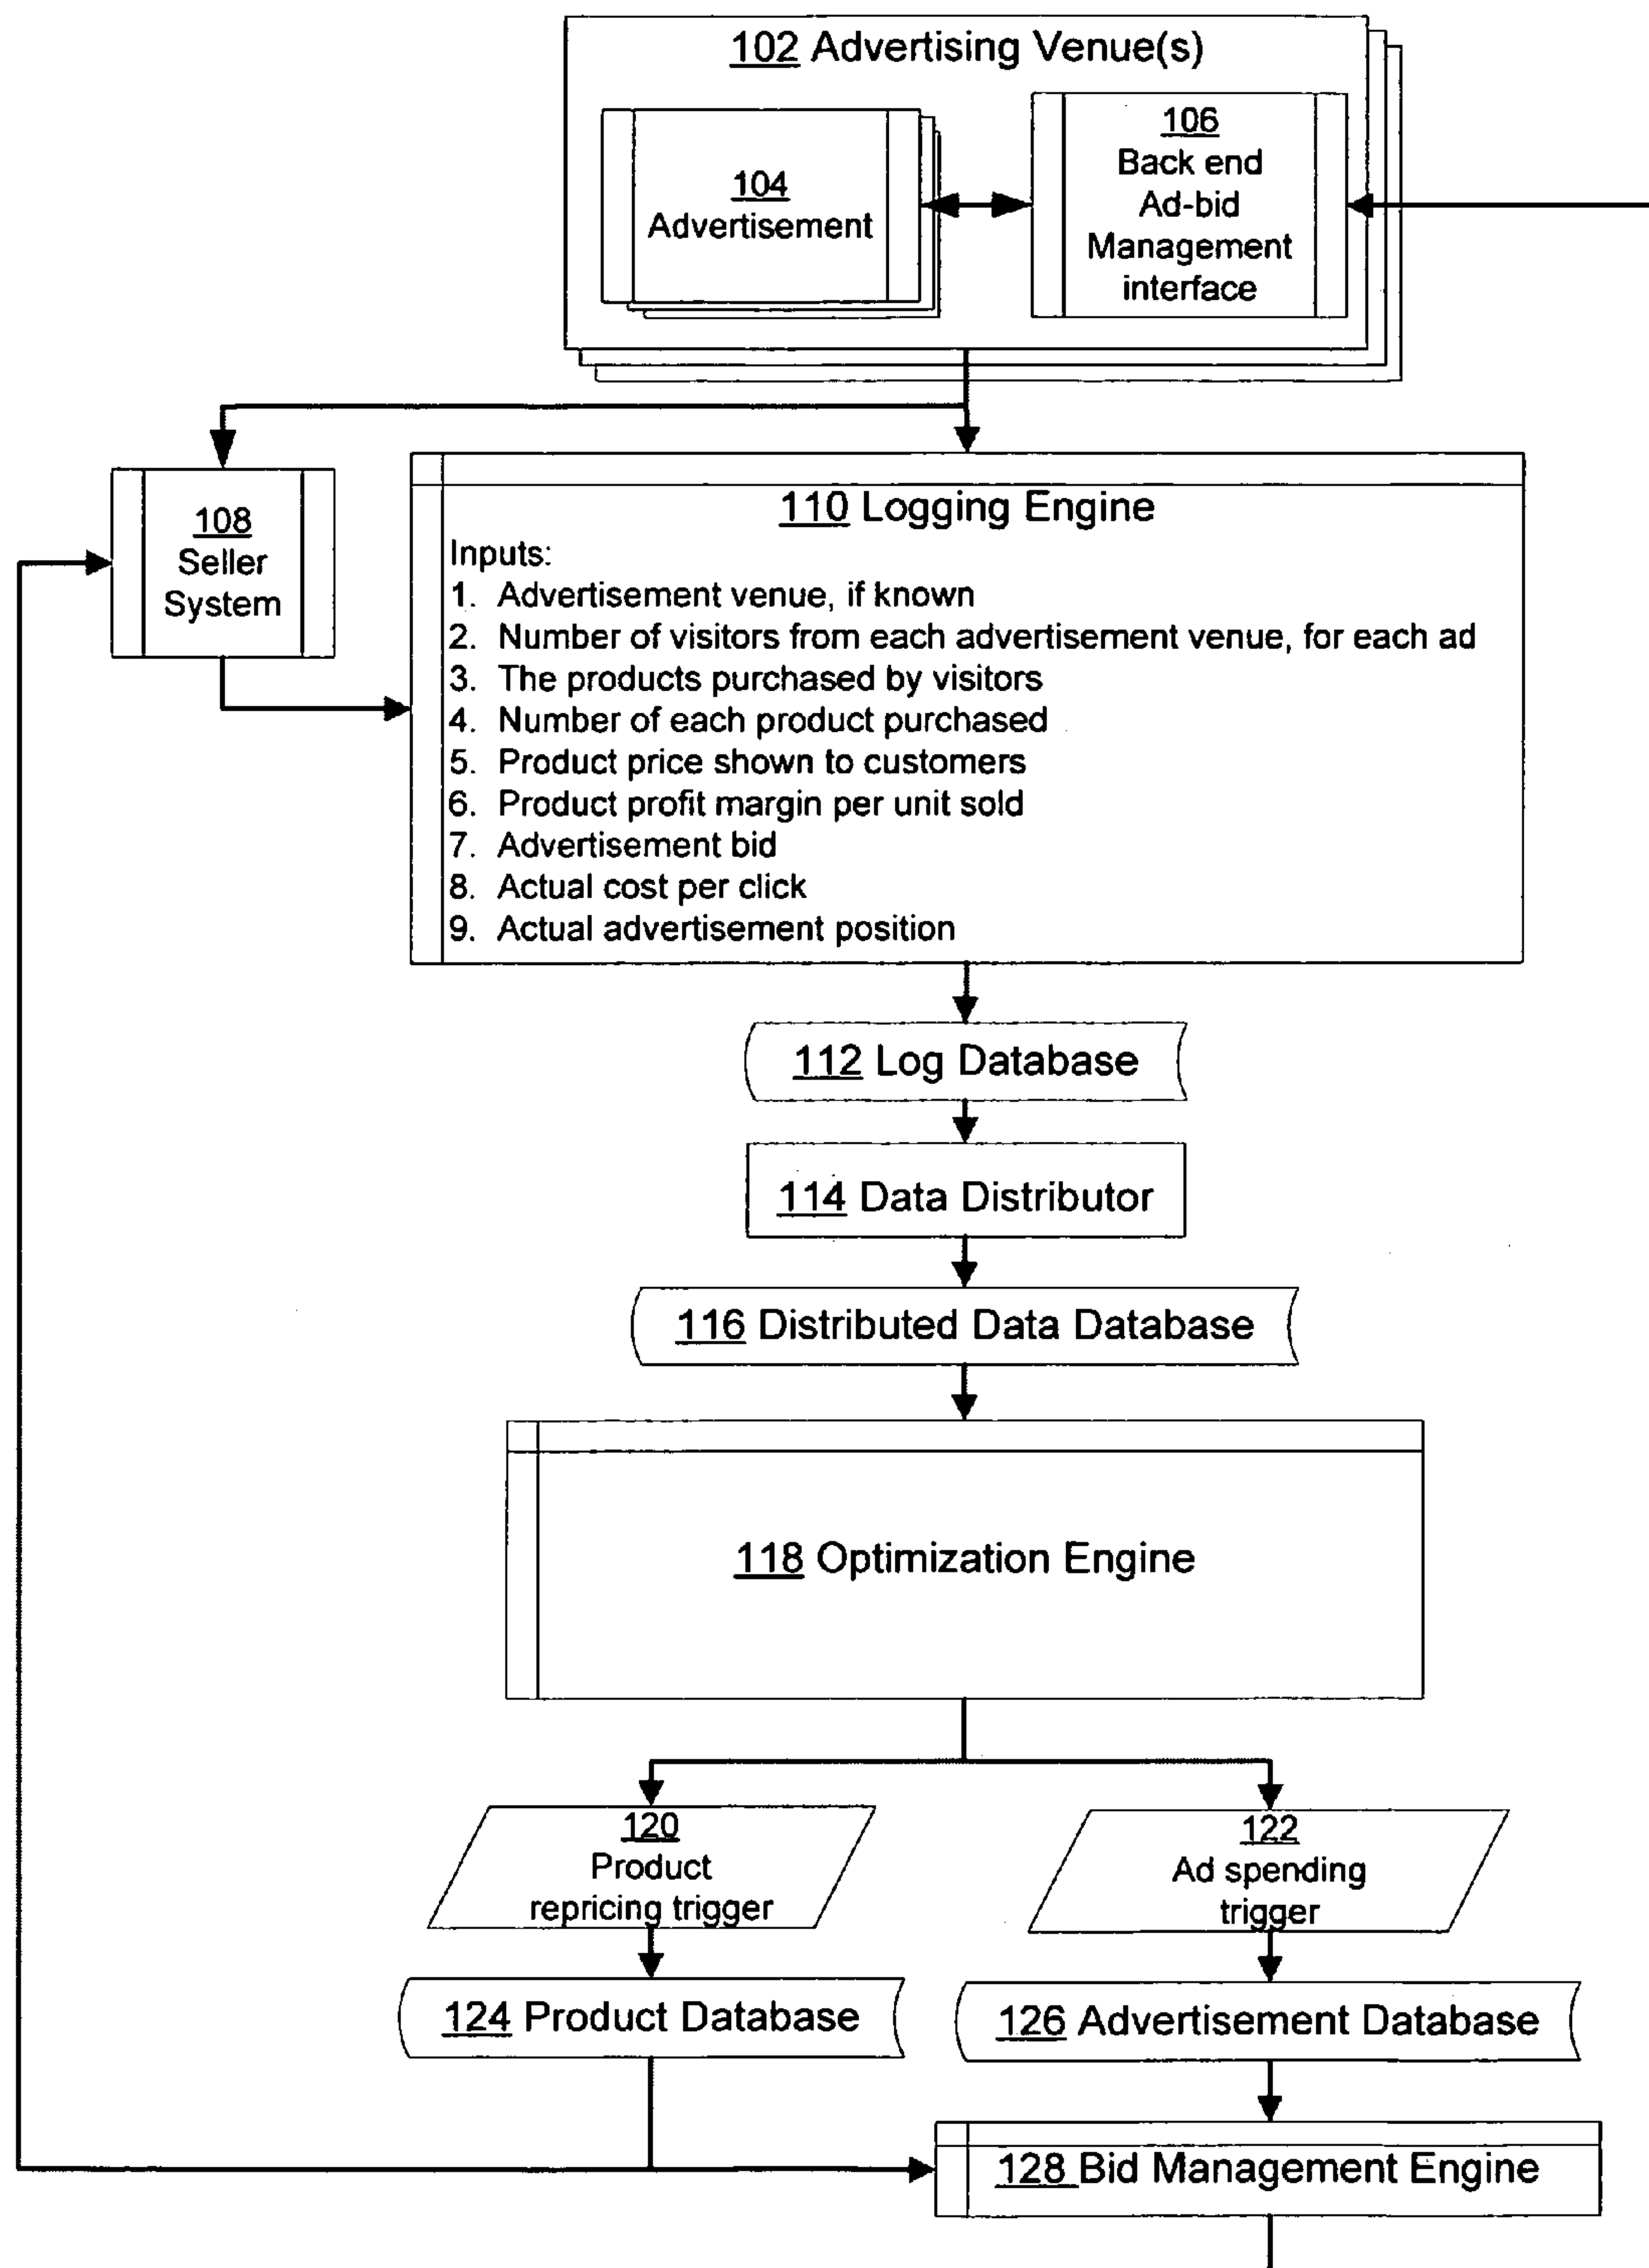 102 Advertising Venue(s)
104
Advertisement
106
Back end
Ad-bid
Management
interface
108
Seller
System
110 Logging Engine
Inputs:
1. Advertisement venue, if known
2. Number of visitors from each advertisement venue, for each ad
3. The products purchased by visitors
4. Number of each product purchased
5. Product price shown to customers
6. Product profit margin per unit sold
7. Advertisement bid
8. Actual cost per click
9. Actual advertisement position
112 Log Database
114 Data Distributor
116 Distributed Data Database
118 Optimization Engine
120
Product
repricing trigger
122
Ad spending
trigger
124 Product Database
126 Advertisement Database
128 Bid Management Engine